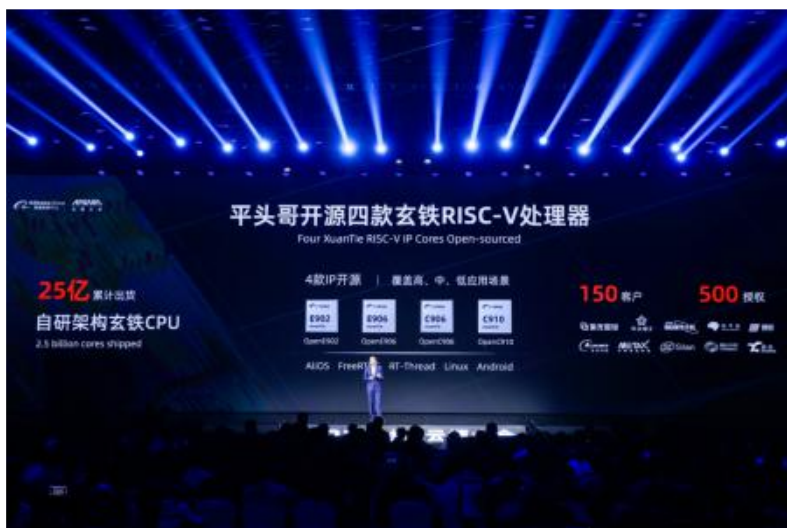 平头哥开源四款玄铁RISC-V处理器
Four XuanTie RISC-V IP Cores Open-sourced
25亿 累计出货
自研架构玄铁CPU
2.5 billion cores shipped
4款IP开源 | 覆盖高、中、低应用场景
E902 E906 C906 C910
OpenE902 OpenE906 OpenC906 OpenC910
AliOS FreeRT RT-Thread Linux Android
150 客户 500 授权